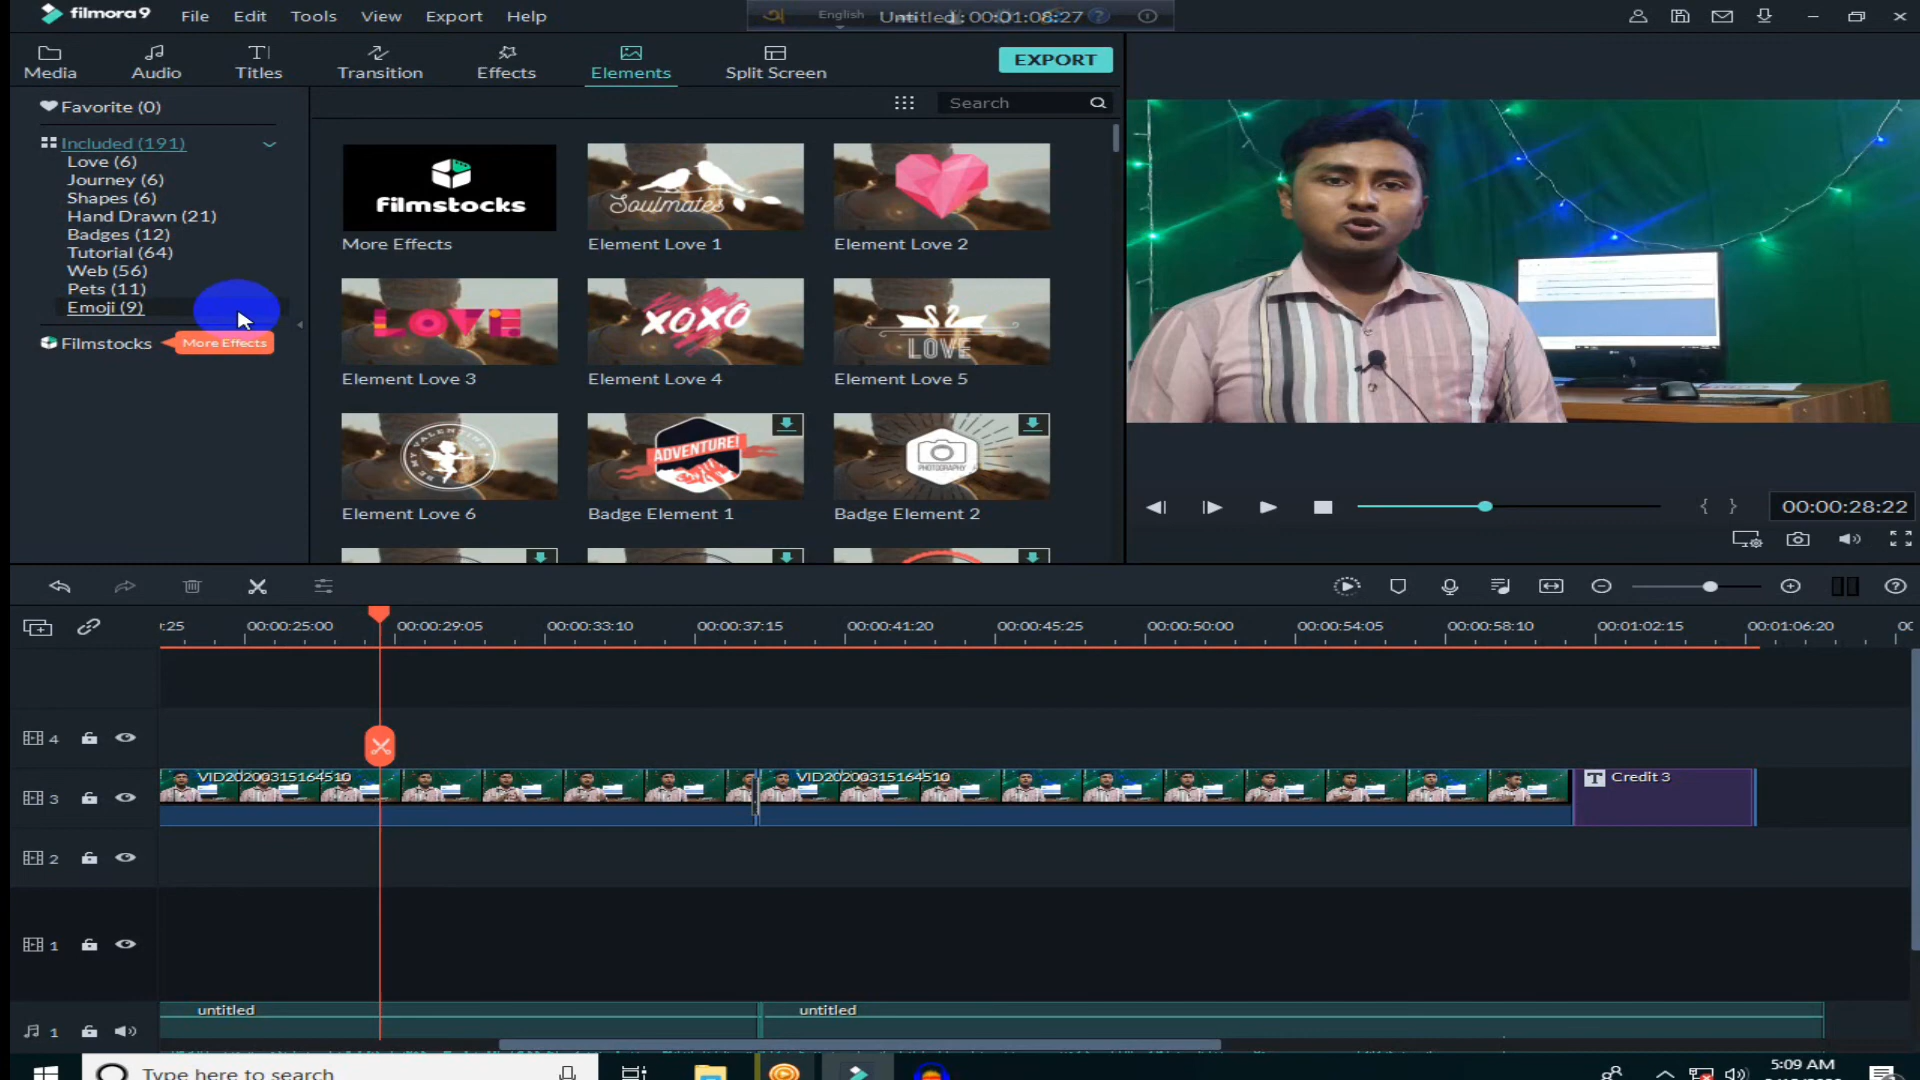 filmora9 File Edit Tools View Export Help English Untitled : 00:01:08:27
Media Audio Titles Transition Effects Elements Split Screen EXPORT
Favorite (0) Search
Included (191)
Love (6)
Journey (6)
Shapes (6)
Hand Drawn (21)
Badges (12)
Tutorial (64)
Web (56)
Pets (11)
Emoji (9)
Filmstocks More Effects
filmstocks Soulmates
More Effects Element Love 1 Element Love 2
LOVE XOXO LOVE
Element Love 3 Element Love 4 Element Love 5
BE MY VALENTINE ADVENTURE! PHOTOGRAPHY
Element Love 6 Badge Element 1 Badge Element 2
{ } 00:00:28:22
:25 00:00:25:00 00:00:29:05 00:00:33:10 00:00:37:15 00:00:41:20 00:00:45:25 00:00:50:00 00:00:54:05 00:00:58:10 00:01:02:15 00:01:06:20 00
4
VID20200315164510 VID20200315164510 T Credit 3
3
2
1
untitled untitled
1
Type here to search 5:09 AM